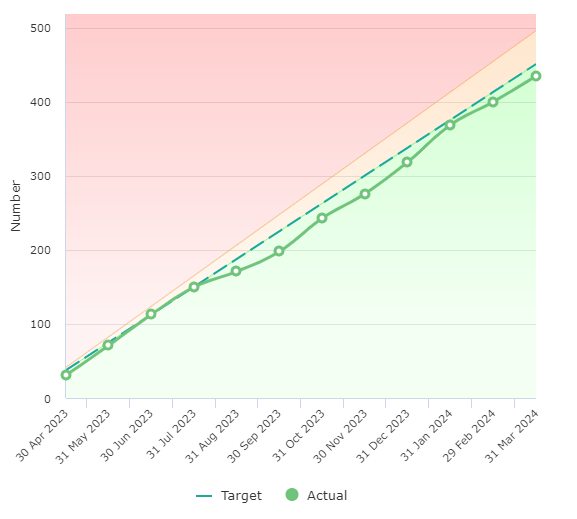 500
400
300
200
100
0
Number
30 Apr 2023
31 May 2023
30 Jun 2023
31 Jul 2023
31 Aug 2023
30 Sep 2023
31 Oct 2023
30 Nov 2023
31 Dec 2023
31 Jan 2024
29 Feb 2024
31 Mar 2024
Target Actual